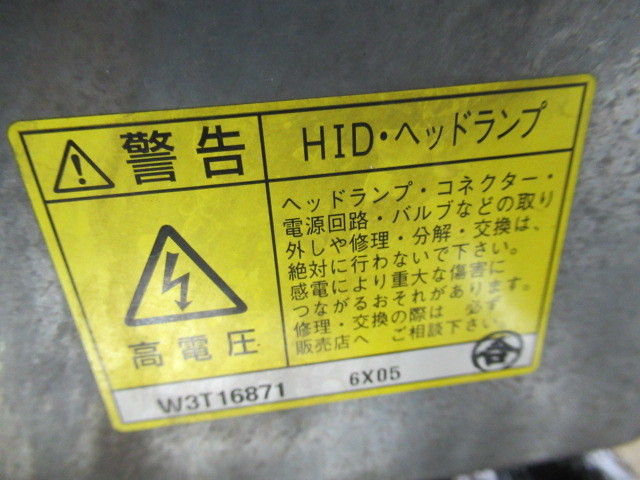 警告
HID・ヘッドランプ
高電圧
ヘッドランプ・コネクター・
電源回路・バルブなどの取り
外しや修理・分解・交換は、
絶対に行わないで下さい。
感電により重大な傷害に
つながるおそれがあります。
修理・交換の際は 必ず
販売店へ ご相談下さい。
W3T16871 6X05
合